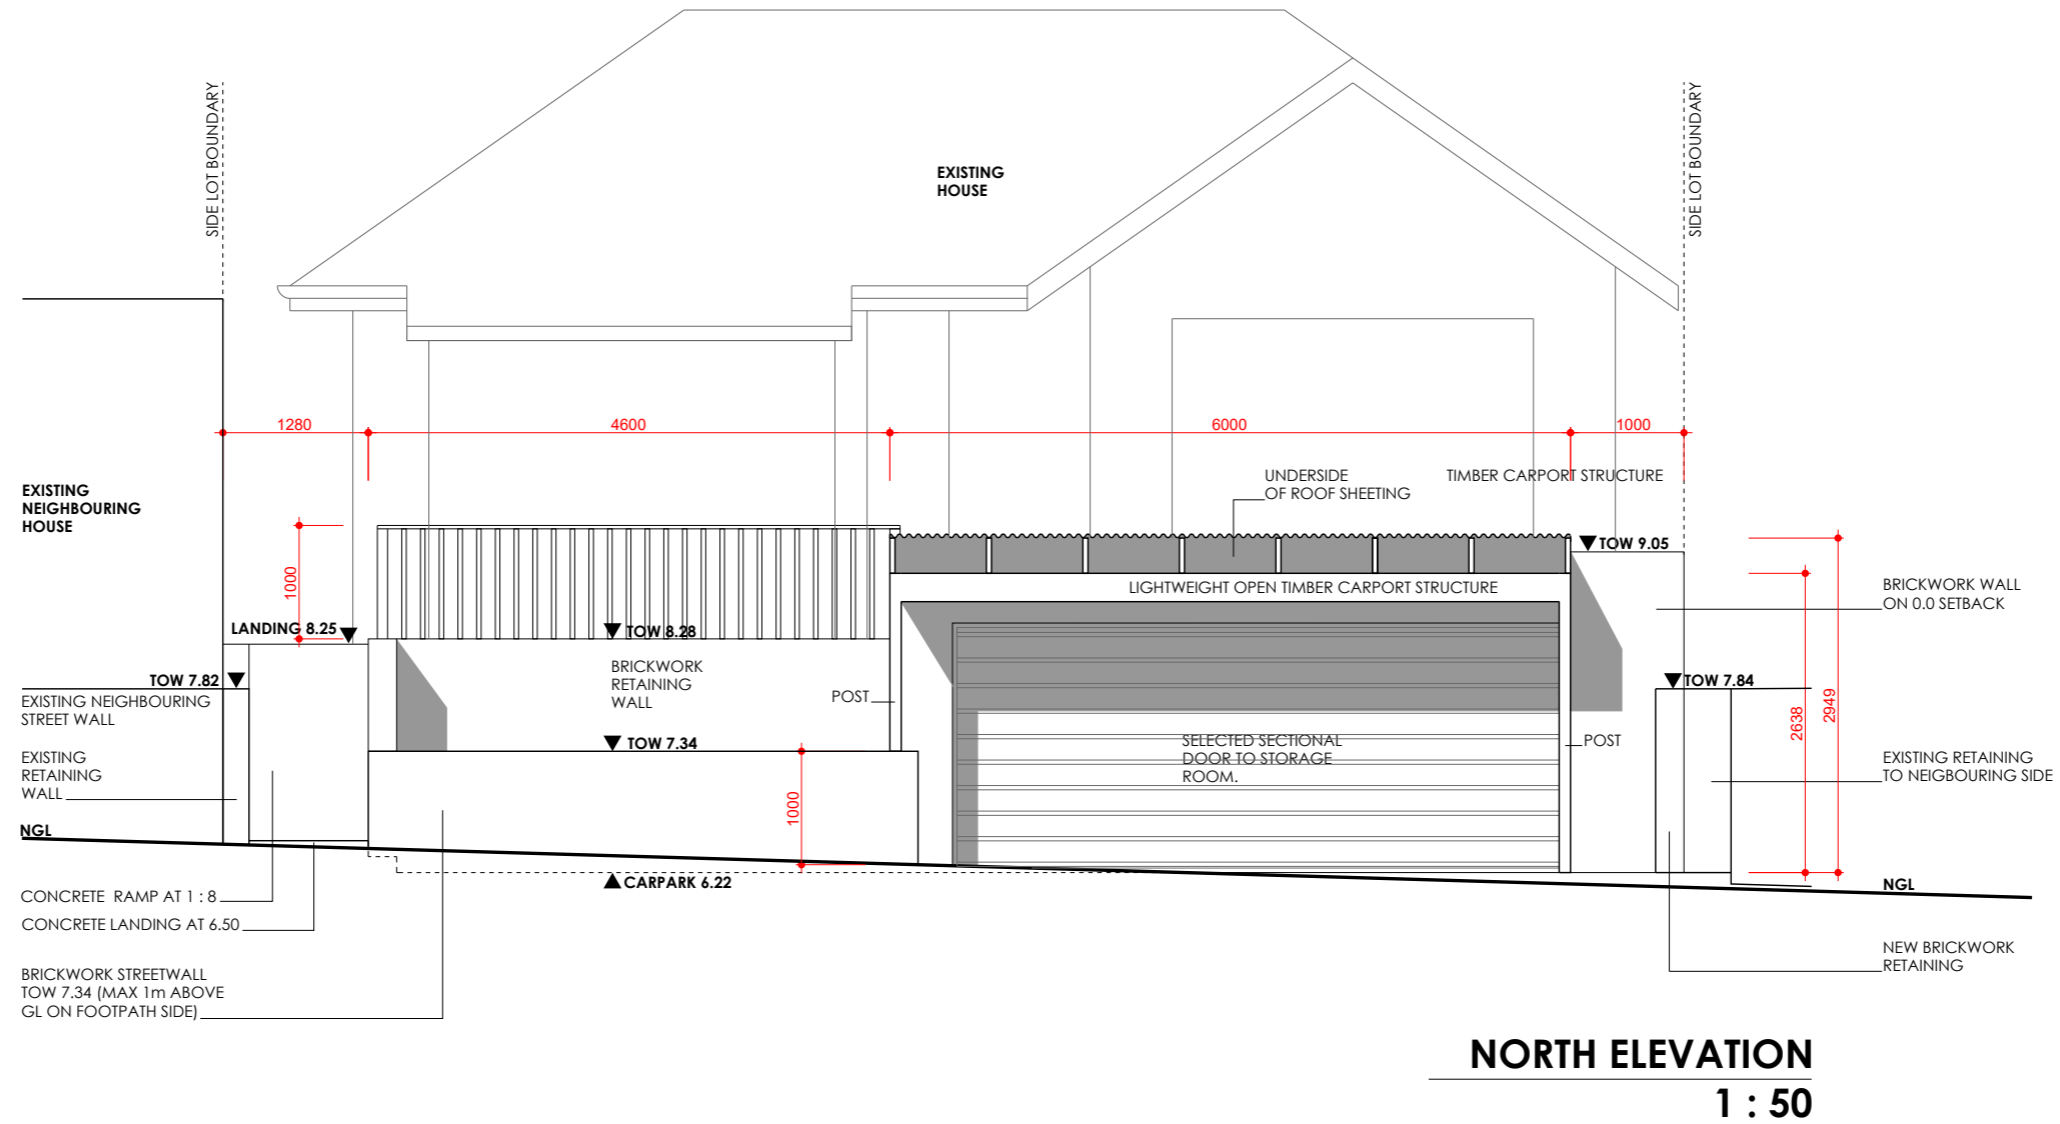 SIDE LOT BOUNDARY
SIDE LOT BOUNDARY
EXISTING
HOUSE
1280
4600
6000
1000
EXISTING
NEIGHBOURING
HOUSE
UNDERSIDE
OF ROOF SHEETING
TIMBER CARPORT STRUCTURE
TOW 9.05
1000
LIGHTWEIGHT OPEN TIMBER CARPORT STRUCTURE
BRICKWORK WALL
ON 0.0 SETBACK
LANDING 8.25
TOW 8.28
BRICKWORK
RETAINING
WALL
POST
TOW 7.82
TOW 7.84
EXISTING NEIGHBOURING
STREET WALL
2638
2949
TOW 7.34
SELECTED SECTIONAL
DOOR TO STORAGE
ROOM.
POST
EXISTING
RETAINING
WALL
EXISTING RETAINING
TO NEIGBOURING SIDE
1000
NGL
CARPARK 6.22
NGL
CONCRETE RAMP AT 1 : 8
CONCRETE LANDING AT 6.50
BRICKWORK STREETWALL
TOW 7.34 (MAX 1m ABOVE
GL ON FOOTPATH SIDE)
NEW BRICKWORK
RETAINING
NORTH ELEVATION
1 : 50